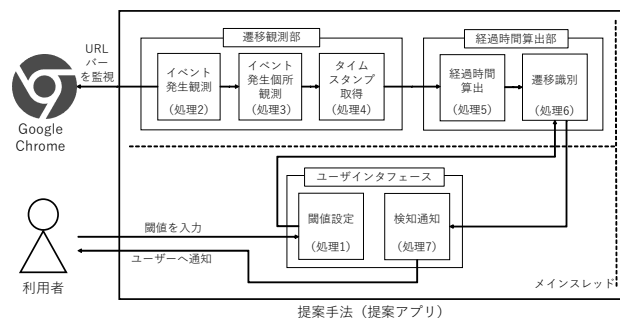 URL
バー
を監視
Google
Chrome
遷移観測部
イベント
発生観測
(処理2)
イベント
発生個所
観測
(処理3)
タイム
スタンプ
取得
(処理4)
経過時間算出部
経過時間
算出
(処理5)
遷移識別
(処理6)
ユーザインタフェース
閾値設定
(処理1)
検知通知
(処理7)
閾値を入力
ユーザーへ通知
利用者
メインスレッド
提案手法（提案アプリ）